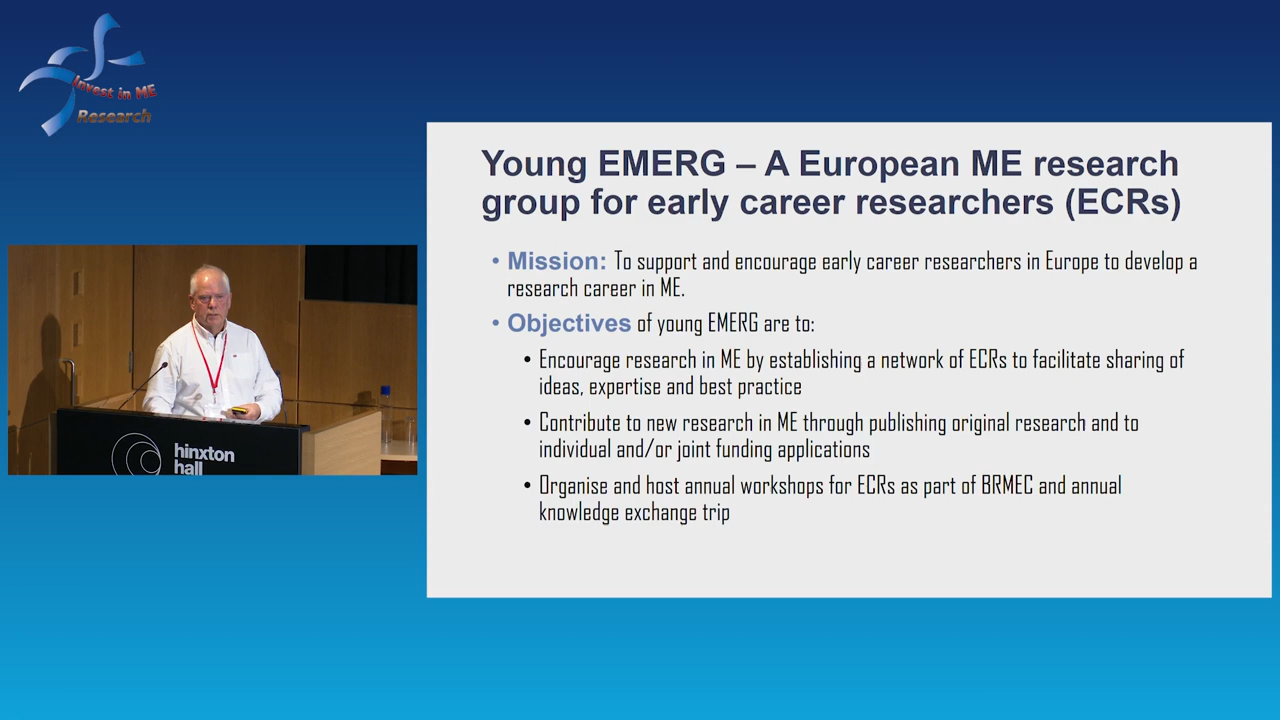 Invest in ME
Research
Young EMERG – A European ME research
group for early career researchers (ECRs)
• Mission: To support and encourage early career researchers in Europe to develop a
research career in ME.
• Objectives of young EMERG are to:
• Encourage research in ME by establishing a network of ECRs to facilitate sharing of
ideas, expertise and best practice
• Contribute to new research in ME through publishing original research and to
individual and/or joint funding applications
• Organise and host annual workshops for ECRs as part of BRMEC and annual
knowledge exchange trip
hinxton
hall